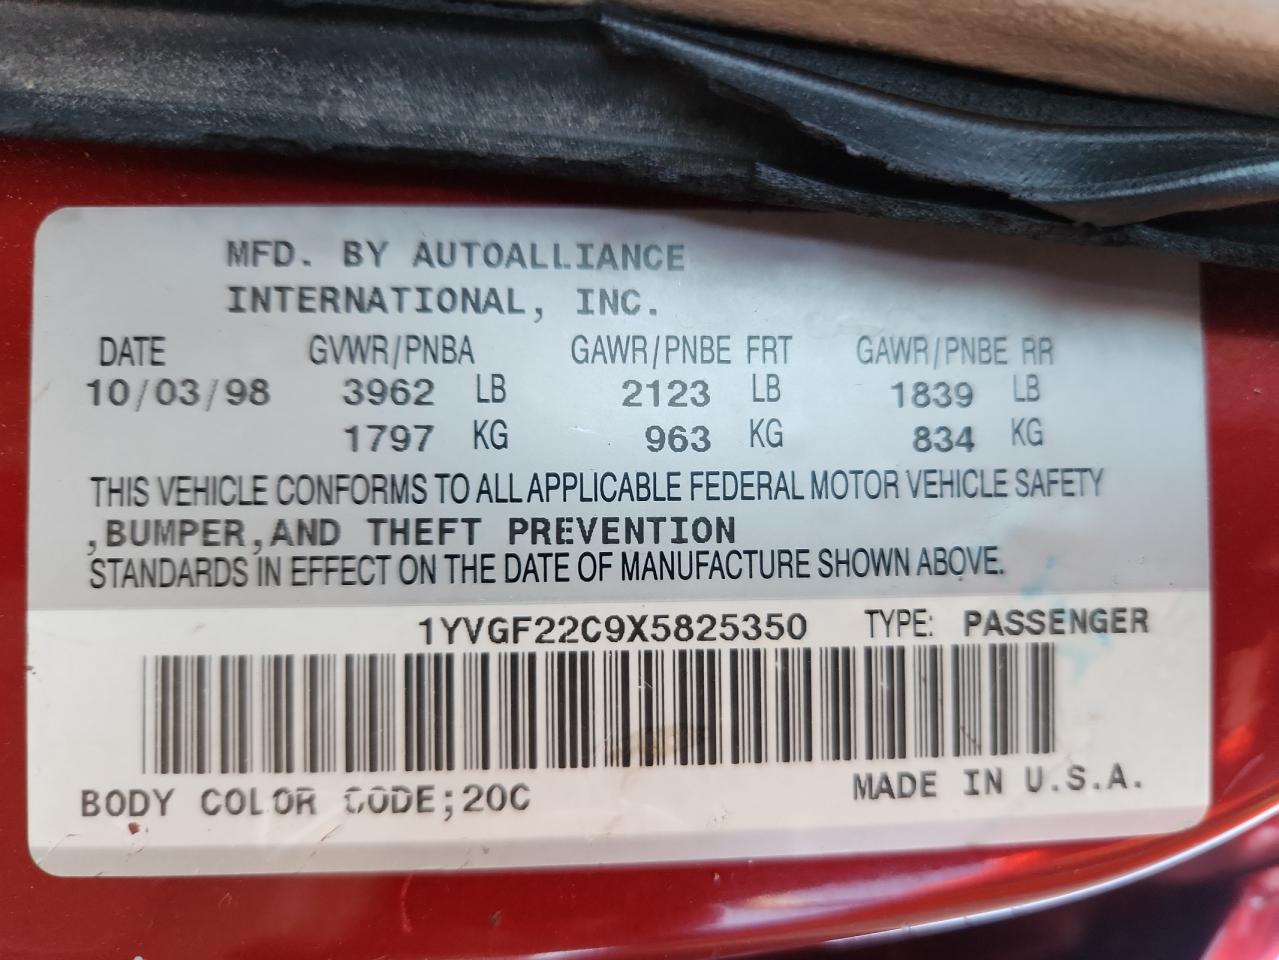 MFD. BY AUTOALLIANCE
INTERNATIONAL, INC.
DATE GVWR/PNBA GAWR/PNBE FRT GAWR/PNBE RR
10/03/98 3962 LB 2123 LB 1839 LB
1797 KG 963 KG 834 KG
THIS VEHICLE CONFORMS TO ALL APPLICABLE FEDERAL MOTOR VEHICLE SAFETY
,BUMPER,AND THEFT PREVENTION
STANDARDS IN EFFECT ON THE DATE OF MANUFACTURE SHOWN ABOVE.
1YVGF22C9X5825350 TYPE: PASSENGER
BODY COLOR CODE;20C MADE IN U.S.A.